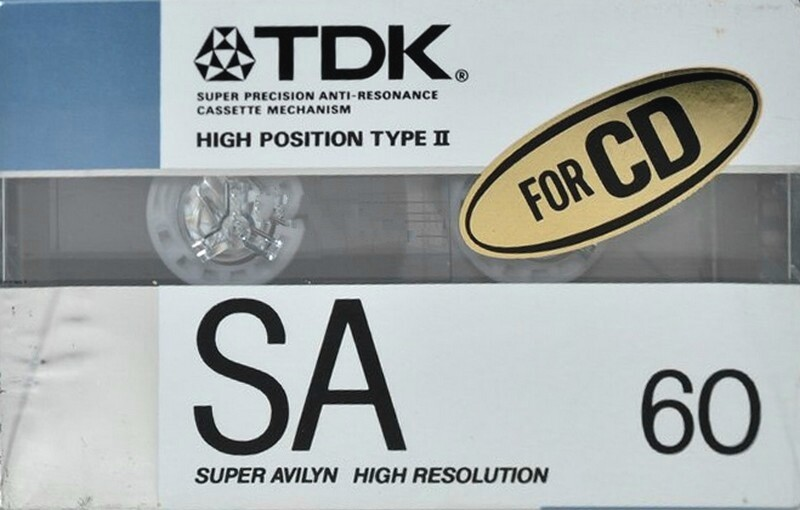 TDK®
SUPER PRECISION ANTI-RESONANCE
CASSETTE MECHANISM
HIGH POSITION TYPE II
FOR CD
SA
60
SUPER AVILYN HIGH RESOLUTION